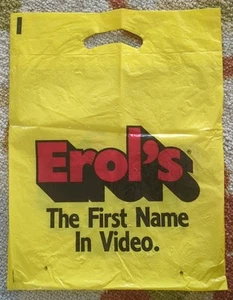 Erol's®
The First Name
In Video.